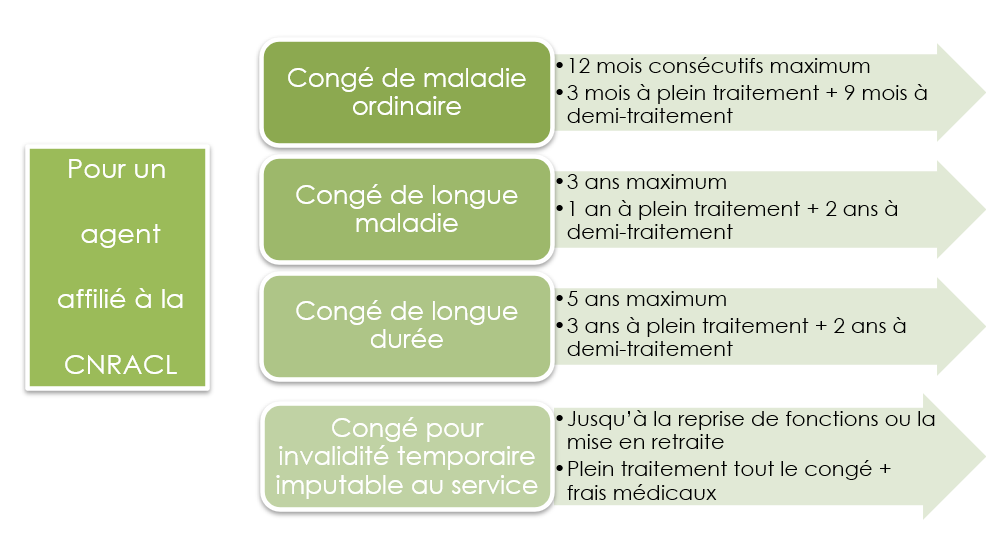 Pour un
agent
affilié à la
CNRACL
Congé de maladie
ordinaire
•12 mois consécutifs maximum
•3 mois à plein traitement + 9 mois à
demi-traitement
Congé de longue
maladie
•3 ans maximum
•1 an à plein traitement + 2 ans à
demi-traitement
Congé de longue
durée
•5 ans maximum
•3 ans à plein traitement + 2 ans à
demi-traitement
Congé pour
invalidité temporaire
imputable au service
•Jusqu’à la reprise de fonctions ou la
mise en retraite
•Plein traitement tout le congé +
frais médicaux